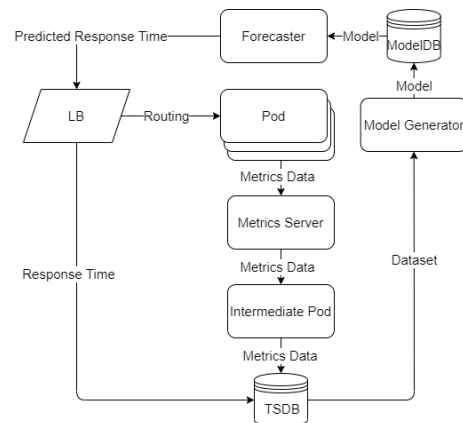 Predicted Response Time
Forecaster
Model
ModelDB
LB
Routing
Pod
Model
Model Generator
Metrics Data
Metrics Server
Response Time
Metrics Data
Dataset
Intermediate Pod
Metrics Data
TSDB